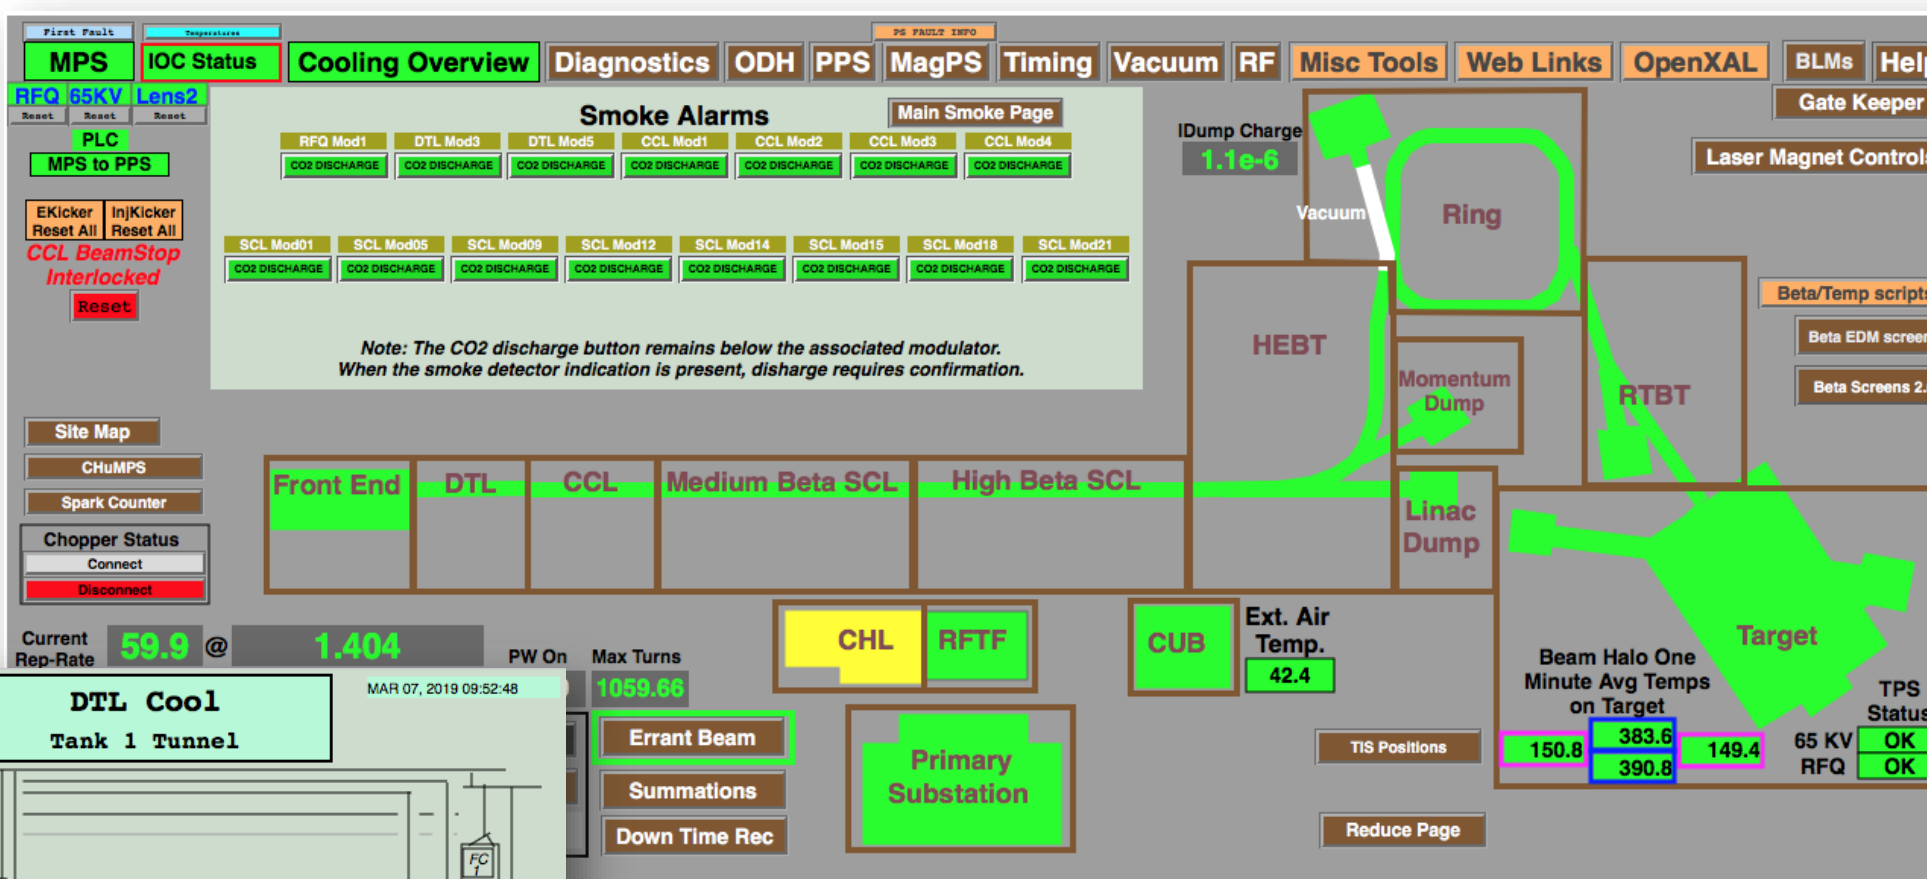 First Fault
Temperatures
PS FAULT INFO
MPS
IOC Status
Cooling Overview
Diagnostics
ODH
PPS
MagPS
Timing
Vacuum
RF
Misc Tools
Web Links
OpenXAL
BLMs
Help
RFQ
65KV
Lens2
Reset
Reset
Reset
PLC
MPS to PPS
EKicker
Reset All
InjKicker
Reset All
CCL BeamStop
Interlocked
Reset
Smoke Alarms
Main Smoke Page
RFQ Mod1
DTL Mod3
DTL Mod5
CCL Mod1
CCL Mod2
CCL Mod3
CCL Mod4
CO2 DISCHARGE
CO2 DISCHARGE
CO2 DISCHARGE
CO2 DISCHARGE
CO2 DISCHARGE
CO2 DISCHARGE
CO2 DISCHARGE
SCL Mod01
SCL Mod05
SCL Mod09
SCL Mod12
SCL Mod14
SCL Mod15
SCL Mod18
SCL Mod21
CO2 DISCHARGE
CO2 DISCHARGE
CO2 DISCHARGE
CO2 DISCHARGE
CO2 DISCHARGE
CO2 DISCHARGE
CO2 DISCHARGE
CO2 DISCHARGE
Note: The CO2 discharge button remains below the associated modulator.
When the smoke detector indication is present, disharge requires confirmation.
IDump Charge
1.1e-6
Vacuum
Ring
HEBT
Momentum
Dump
RTBT
Gate Keeper
Laser Magnet Controls
Beta/Temp scripts
Beta EDM screen
Beta Screens 2.
Site Map
CHuMPS
Spark Counter
Chopper Status
Connect
Disconnect
Front End
DTL
CCL
Medium Beta SCL
High Beta SCL
Linac
Dump
Target
Current
Rep-Rate
59.9
@
1.404
PW On
Max Turns
1059.66
CHL
RFTF
CUB
Ext. Air
Temp.
42.4
Errant Beam
Summations
Down Time Rec
Primary
Substation
TIS Positions
Reduce Page
Beam Halo One
Minute Avg Temps
on Target
150.8
383.6
390.8
149.4
TPS
Status
65 KV
OK
RFQ
OK
DTL Cool
Tank 1 Tunnel
MAR 07, 2019 09:52:48
FC
1